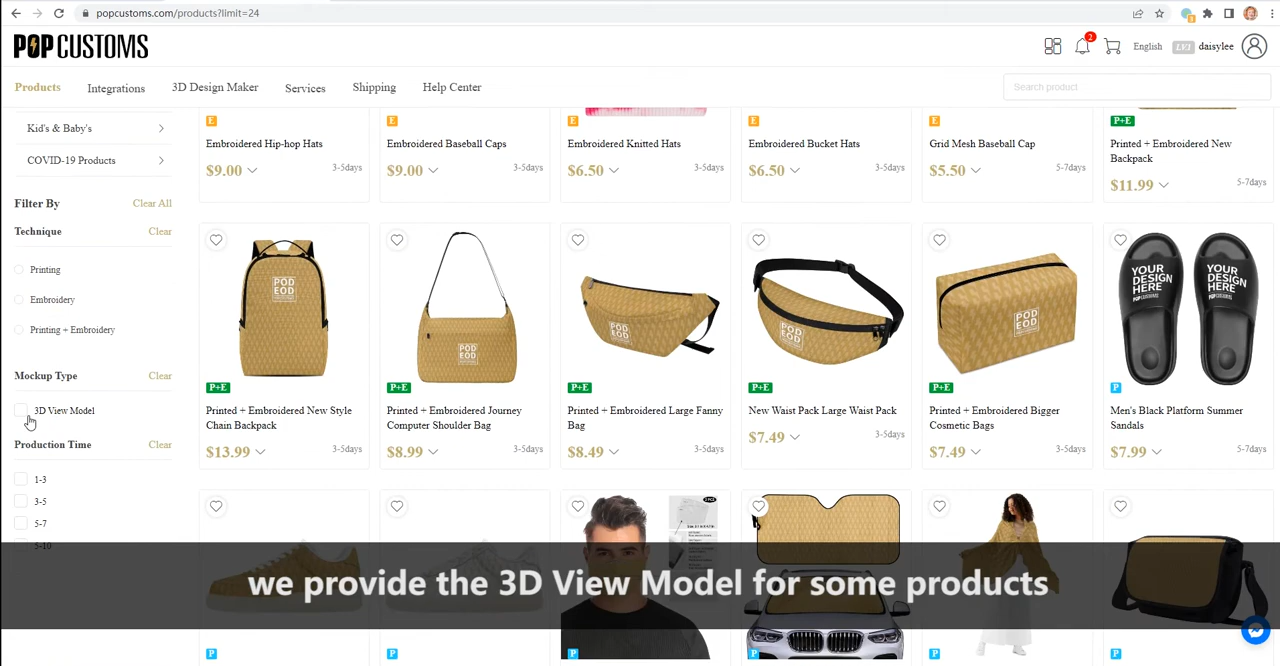 popcustoms.com/products?limit=24
POP CUSTOMS
2
English
LV1
daisylee
Products
Integrations
3D Design Maker
Services
Shipping
Help Center
Search product
Kid's & Baby's
COVID-19 Products
Filter By
Clear All
Technique
Clear
Printing
Embroidery
Printing + Embroidery
Mockup Type
Clear
3D View Model
Production Time
Clear
1-3
3-5
5-7
5-10
E
Embroidered Hip-hop Hats
$9.00
3-5days
E
Embroidered Baseball Caps
$9.00
3-5days
E
Embroidered Knitted Hats
$6.50
3-5days
E
Embroidered Bucket Hats
$6.50
3-5days
E
Grid Mesh Baseball Cap
$5.50
5-7days
P+E
Printed + Embroidered New
Backpack
$11.99
5-7days
POD
EOD
P+E
Printed + Embroidered New Style
Chain Backpack
$13.99
3-5days
POD
EOD
P+E
Printed + Embroidered Journey
Computer Shoulder Bag
$8.99
3-5days
POD
EOD
P+E
Printed + Embroidered Large Fanny
Bag
$8.49
3-5days
POD
EOD
P+E
New Waist Pack Large Waist Pack
$7.49
3-5days
POD
EOD
P+E
Printed + Embroidered Bigger
Cosmetic Bags
$7.49
3-5days
YOUR
DESIGN
HERE
POPCUSTOMS
YOUR
DESIGN
HERE
POPCUSTOMS
P
Men's Black Platform Summer
Sandals
$7.99
5-7days
we provide the 3D View Model for some products
P
P
P
P
P
P